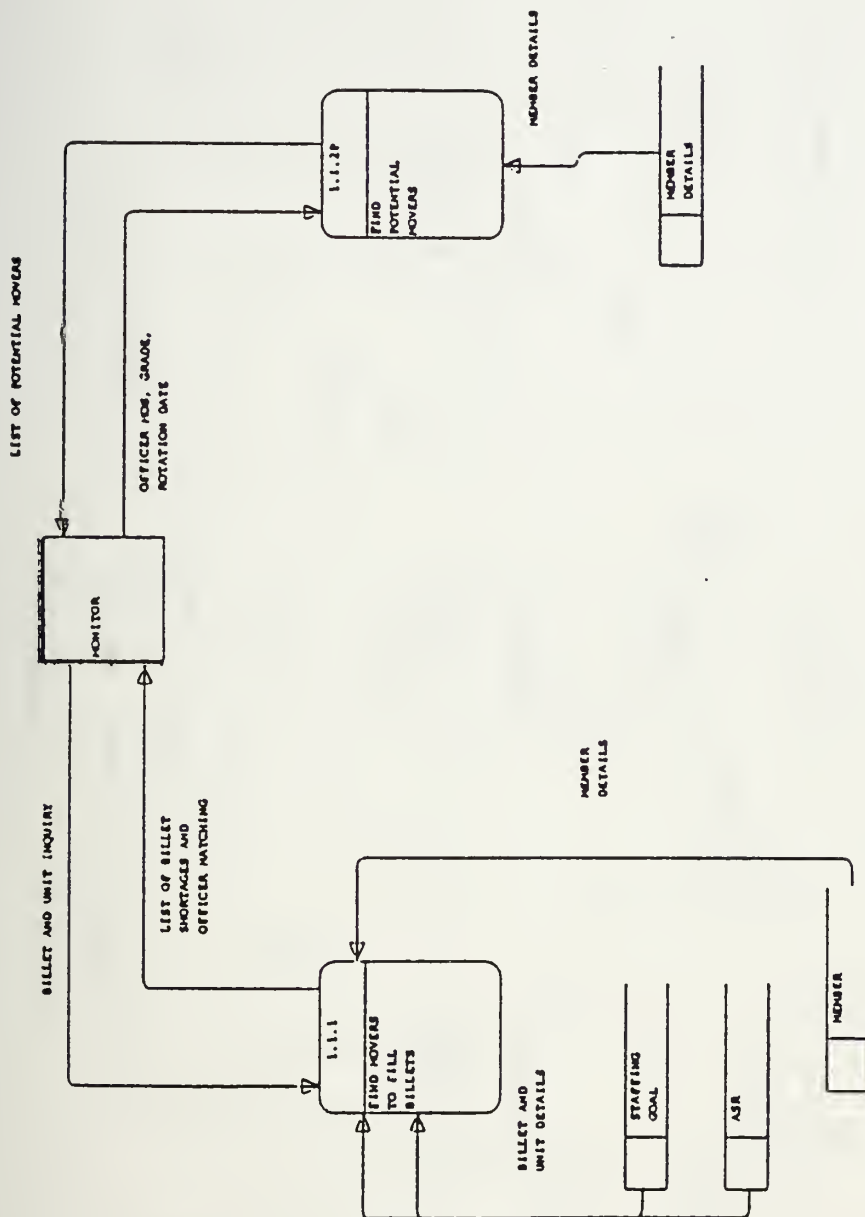 LIST OF POTENTIAL MOVERS
OFFICER MOS, GRADE,
ROTATION DATE
1.1.2P
FIND
POTENTIAL
MOVERS
MEMBER DETAILS
MEMBER
DETAILS
MONITOR
BILLET AND UNIT INQUIRY
LIST OF BILLET
SHORTAGES AND
OFFICER MATCHING
1.1.1
FIND MOVERS
TO FILL
BILLETS
MEMBER
DETAILS
BILLET AND
UNIT DETAILS
STAFFING
GOAL
ASR
MEMBER